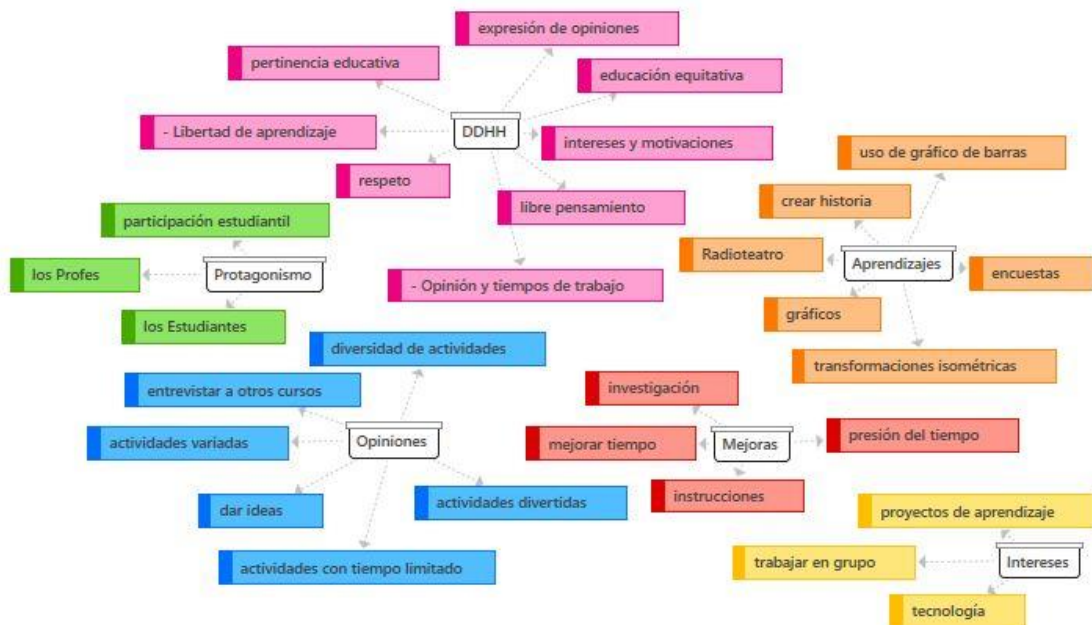 expresión de opiniones
pertinencia educativa
educación equitativa
- Libertad de aprendizaje
DDHH
intereses y motivaciones
respeto
libre pensamiento
- Opinión y tiempos de trabajo
participación estudiantil
los Profes
Protagonismo
los Estudiantes
uso de gráfico de barras
crear historia
Radioteatro
Aprendizajes
encuestas
gráficos
transformaciones isométricas
diversidad de actividades
entrevistar a otros cursos
actividades variadas
Opiniones
dar ideas
actividades divertidas
actividades con tiempo limitado
investigación
mejorar tiempo
Mejoras
presión del tiempo
instrucciones
proyectos de aprendizaje
trabajar en grupo
Intereses
tecnología